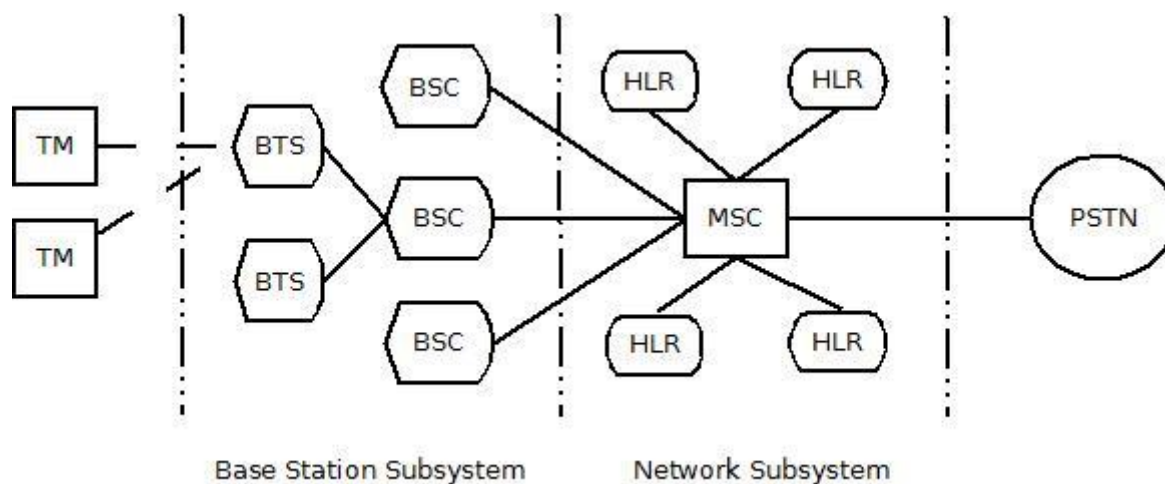 BSC
HLR
HLR
TM
BTS
TM
BSC
MSC
PSTN
BTS
BSC
HLR
HLR
Base Station Subsystem
Network Subsystem